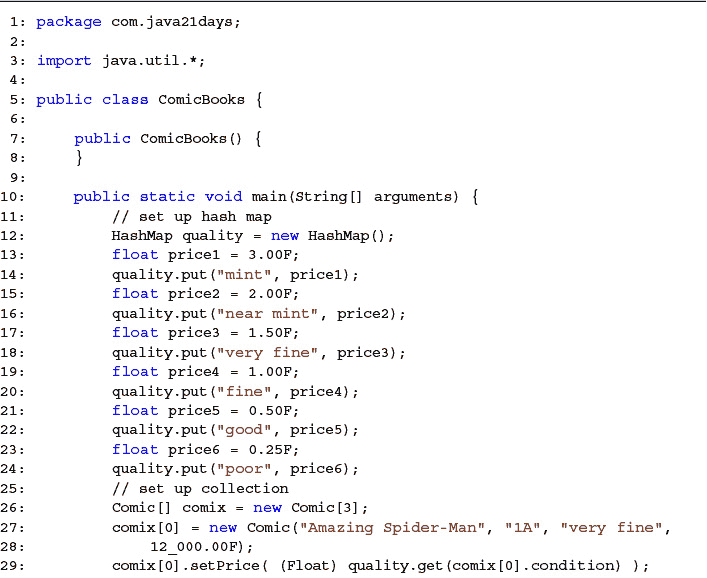 1: package com.java21days;
2:
3: import java.util.*;
4:
5: public class ComicBooks {
6:
7:     public ComicBooks() {
8:     }
9:
10:     public static void main(String[] arguments) {
11:         // set up hash map
12:         HashMap quality = new HashMap();
13:         float price1 = 3.00F;
14:         quality.put("mint", price1);
15:         float price2 = 2.00F;
16:         quality.put("near mint", price2);
17:         float price3 = 1.50F;
18:         quality.put("very fine", price3);
19:         float price4 = 1.00F;
20:         quality.put("fine", price4);
21:         float price5 = 0.50F;
22:         quality.put("good", price5);
23:         float price6 = 0.25F;
24:         quality.put("poor", price6);
25:         // set up collection
26:         Comic[] comix = new Comic[3];
27:         comix[0] = new Comic("Amazing Spider-Man", "1A", "very fine",
28:             12_000.00F);
29:         comix[0].setPrice( (Float) quality.get(comix[0].condition) );